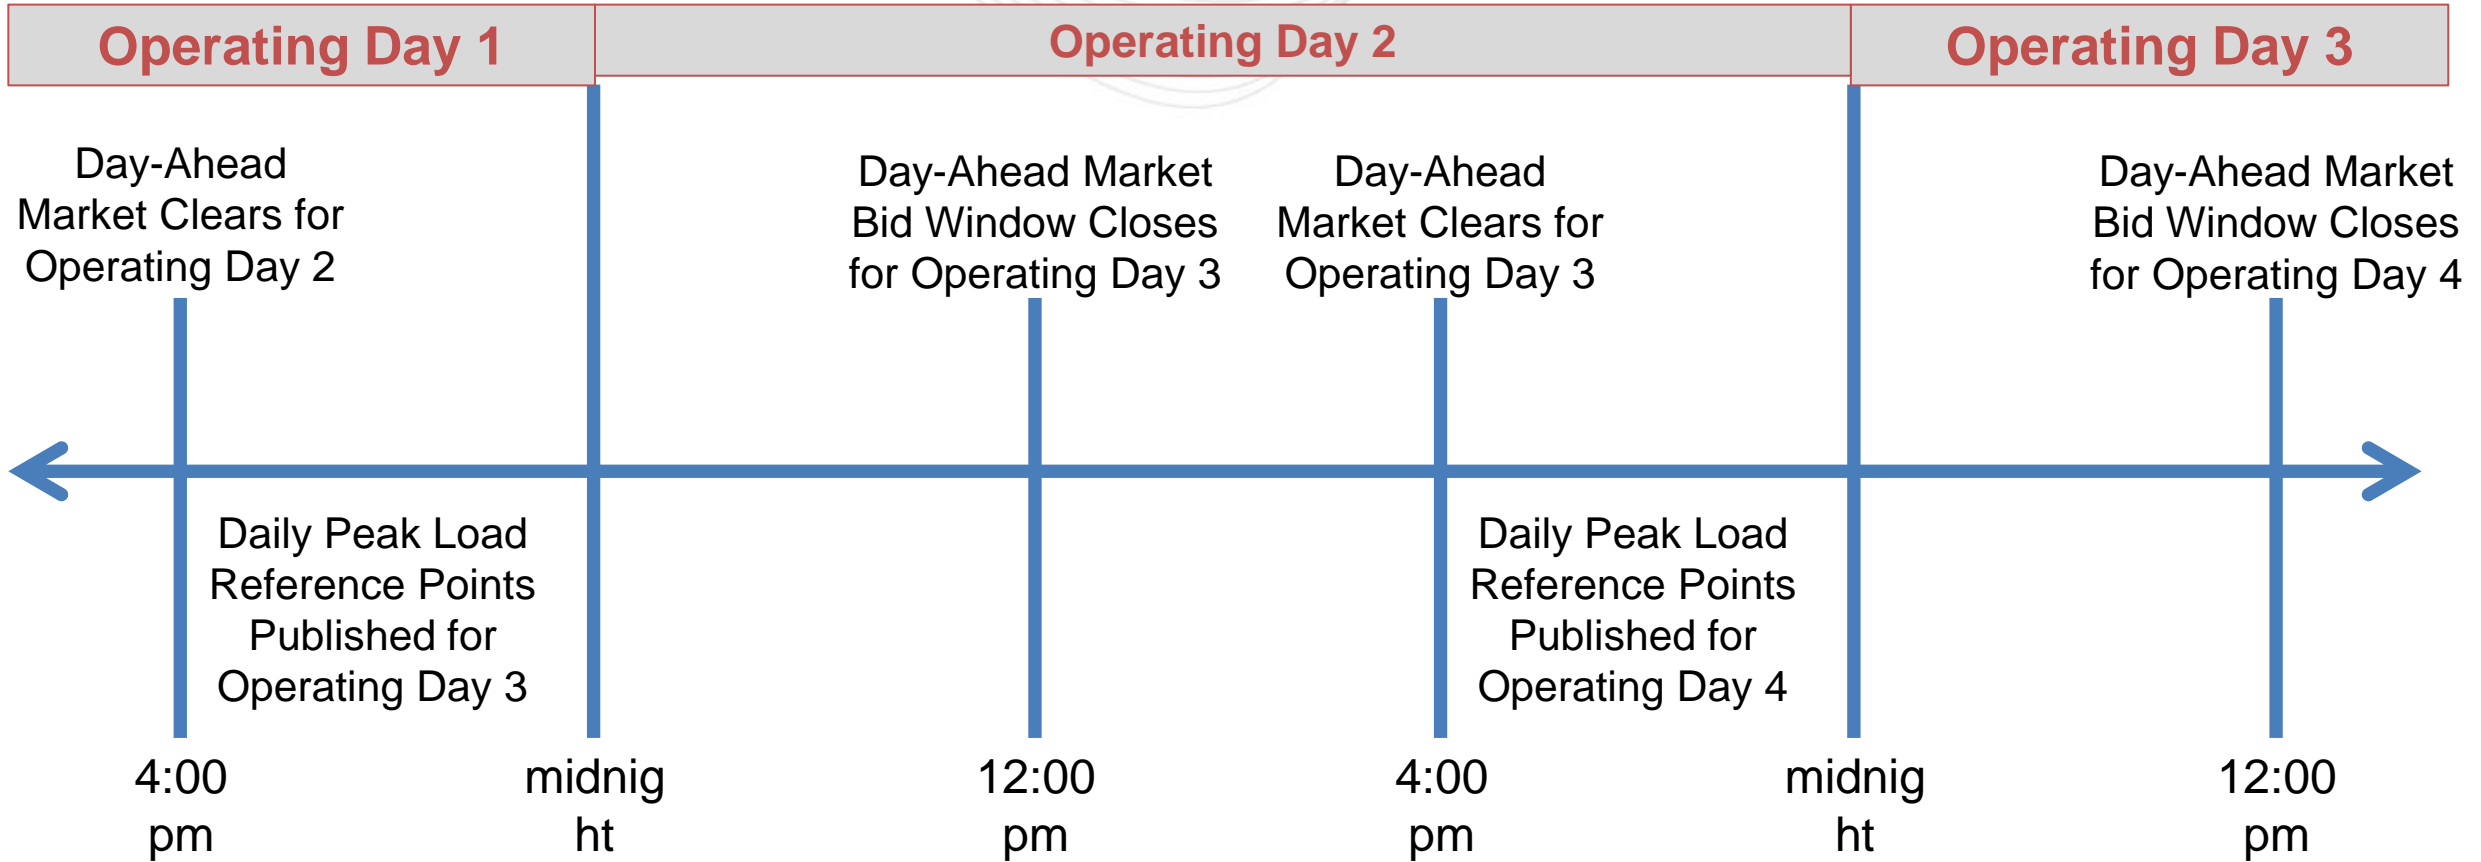 Operating Day 1
Operating Day 2
Operating Day 3
Day-Ahead
Market Clears for
Operating Day 2
Day-Ahead Market
Bid Window Closes
for Operating Day 3
Day-Ahead
Market Clears for
Operating Day 3
Day-Ahead Market
Bid Window Closes
for Operating Day 4
Daily Peak Load
Reference Points
Published for
Operating Day 3
Daily Peak Load
Reference Points
Published for
Operating Day 4
4:00
pm
midnig
ht
12:00
pm
4:00
pm
midnig
ht
12:00
pm